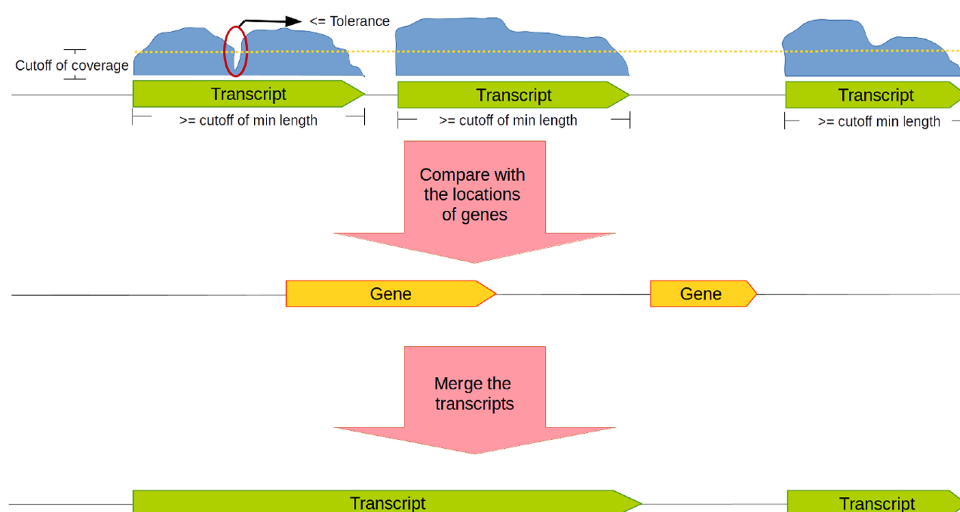 <= Tolerance
Cutoff of coverage
Transcript
Transcript
Transcript
>= cutoff of min length
>= cutoff of min length
>= cutoff min length
Compare with
the locations
of genes
Gene
Gene
Merge the
transcripts
Transcript
Transcript